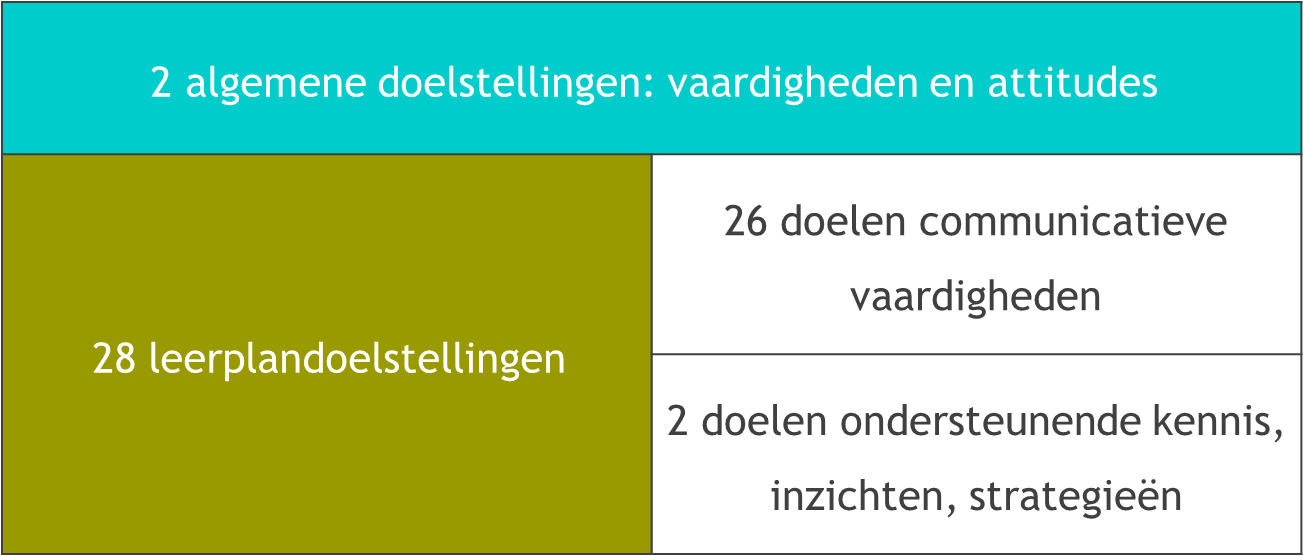 2 algemene doelstellingen: vaardigheden en attitudes
28 leerplandoelstellingen
26 doelen communicatieve
vaardigheden
2 doelen ondersteunende kennis,
inzichten, strategieën